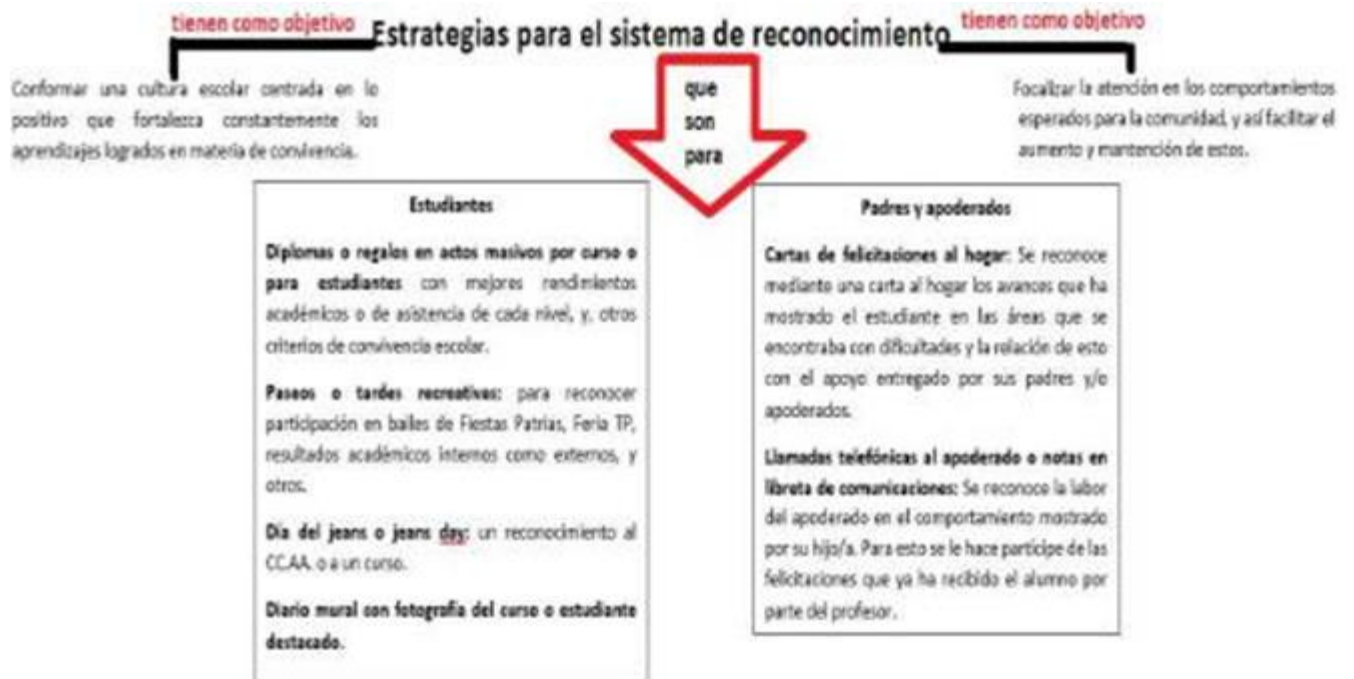 tienen como objetivo
Estrategias para el sistema de reconocimiento
tienen como objetivo
Conformar una cultura escolar centrada en lo
positivo que fortalezca constantemente los
aprendizajes logrados en materia de convivencia.
que
son
para
Focalizar la atención en los comportamientos
esperados para la comunidad, y así facilitar el
aumento y mantención de estos.
Estudiantes
Diplomas o regalos en actos masivos por curso o
para estudiantes con mejores rendimientos
académicos o de asistencia de cada nivel, y, otros
criterios de convivencia escolar.
Paseos o tardes recreativas: para reconocer
participación en bailes de Fiestas Patrias, Feria TP,
resultados académicos internos como externos, y
otros.
Día del jeans o jeans day: un reconocimiento al
CC.AA. o a un curso.
Diario mural con fotografía del curso o estudiante
destacado.
Padres y apoderados
Cartas de felicitaciones al hogar: Se reconoce
mediante una carta al hogar los avances que ha
mostrado el estudiante en las áreas que se
encontraba con dificultades y la relación de esto
con el apoyo entregado por sus padres y/o
apoderados.
Llamadas telefónicas al apoderado o notas en
libreta de comunicaciones: Se reconoce la labor
del apoderado en el comportamiento mostrado
por su hijo/a. Para esto se le hace partícipe de las
felicitaciones que ya ha recibido el alumno por
parte del profesor.